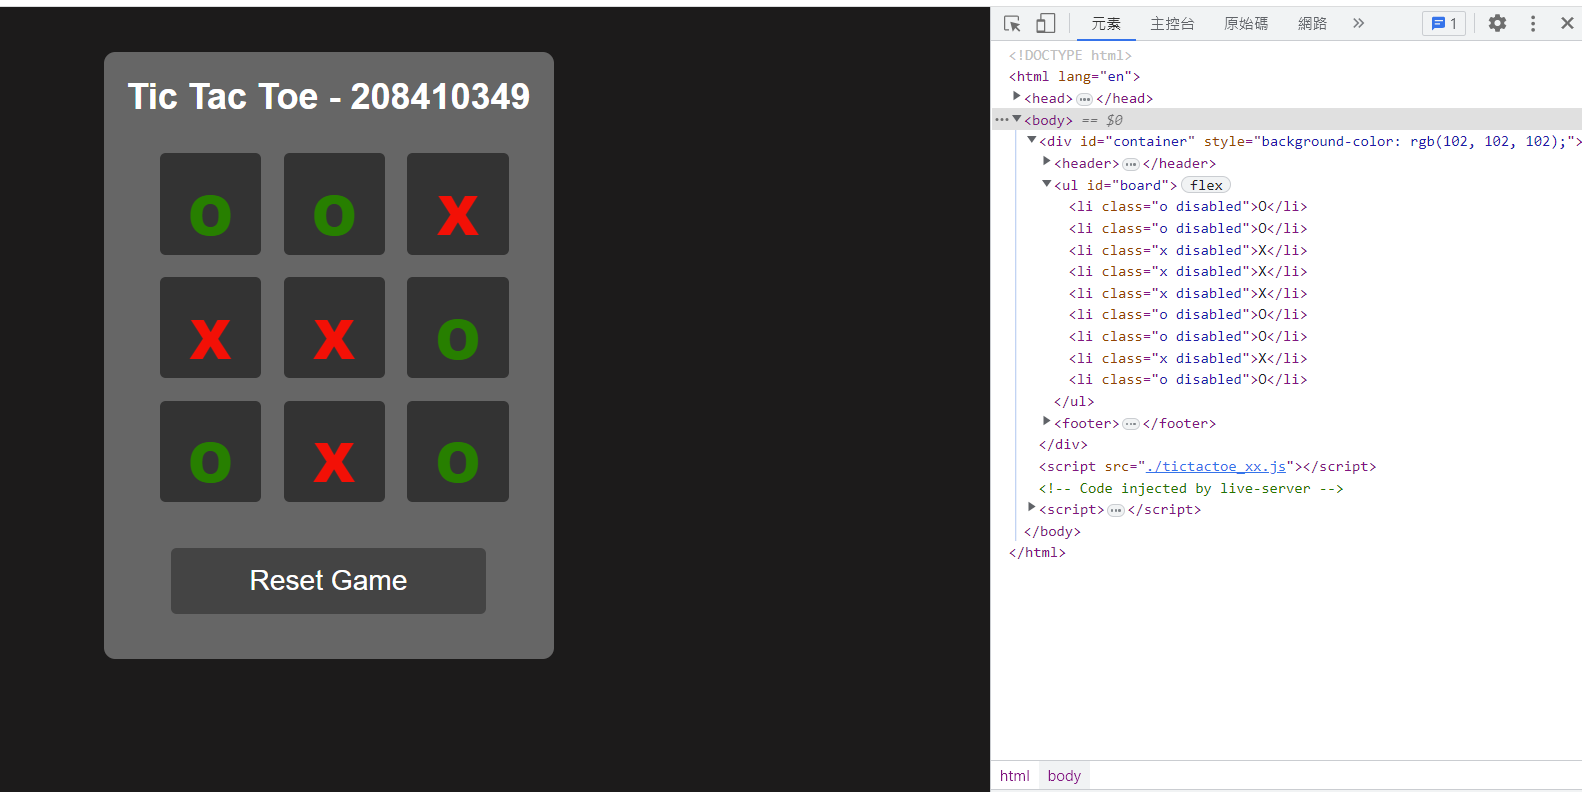 Tic Tac Toe - 208410349
O O X
X X O
O X O
Reset Game
元素 主控台 原始碼 網路 » 1
<!DOCTYPE html>
<html lang="en">
<head> ••• </head>
••• <body> == $0
<div id="container" style="background-color: rgb(102, 102, 102);">
<header> ••• </header>
<ul id="board"> flex
<li class="o disabled">O</li>
<li class="o disabled">O</li>
<li class="x disabled">X</li>
<li class="x disabled">X</li>
<li class="x disabled">X</li>
<li class="o disabled">O</li>
<li class="o disabled">O</li>
<li class="x disabled">X</li>
<li class="o disabled">O</li>
</ul>
<footer> ••• </footer>
</div>
<script src="./tictactoe_xx.js"></script>
<!-- Code injected by live-server -->
<script> ••• </script>
</body>
</html>
html body